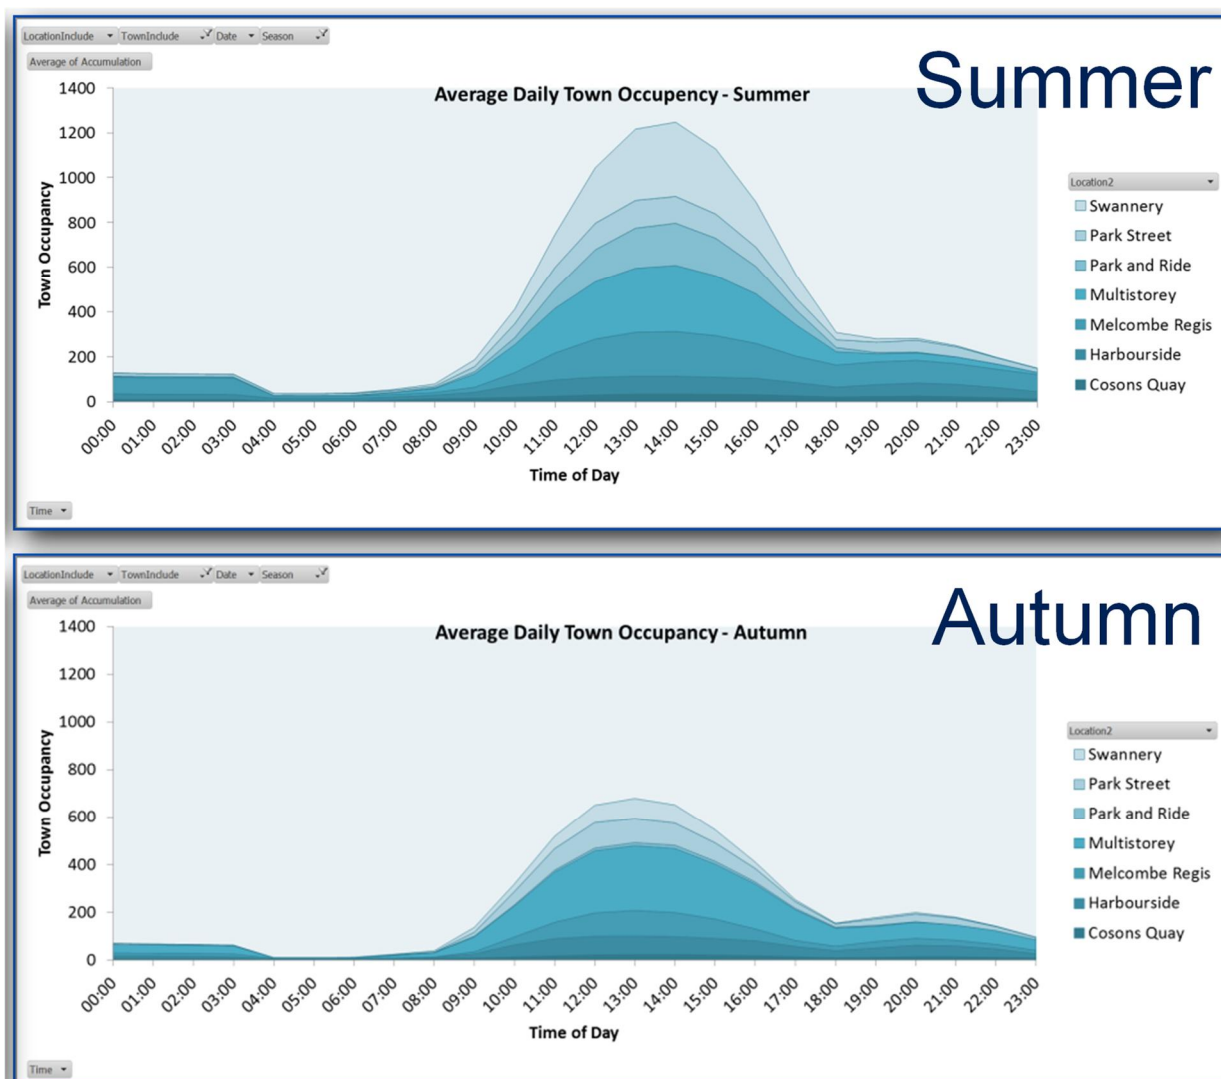 LocationInclude TownInclude Date Season
Average of Accumulation
Summer
Average Daily Town Occupency - Summer
1400
1200
1000
800
600
400
200
0
Town Occupancy
00:00 01:00 02:00 03:00 04:00 05:00 06:00 07:00 08:00 09:00 10:00 11:00 12:00 13:00 14:00 15:00 16:00 17:00 18:00 19:00 20:00 21:00 22:00 23:00
Time of Day
Location2
Swannery
Park Street
Park and Ride
Multistorey
Melcombe Regis
Harbourside
Cosons Quay
Time
LocationInclude TownInclude Date Season
Average of Accumulation
Autumn
Average Daily Town Occupancy - Autumn
1400
1200
1000
800
600
400
200
0
Town Occupancy
00:00 01:00 02:00 03:00 04:00 05:00 06:00 07:00 08:00 09:00 10:00 11:00 12:00 13:00 14:00 15:00 16:00 17:00 18:00 19:00 20:00 21:00 22:00 23:00
Time of Day
Location2
Swannery
Park Street
Park and Ride
Multistorey
Melcombe Regis
Harbourside
Cosons Quay
Time